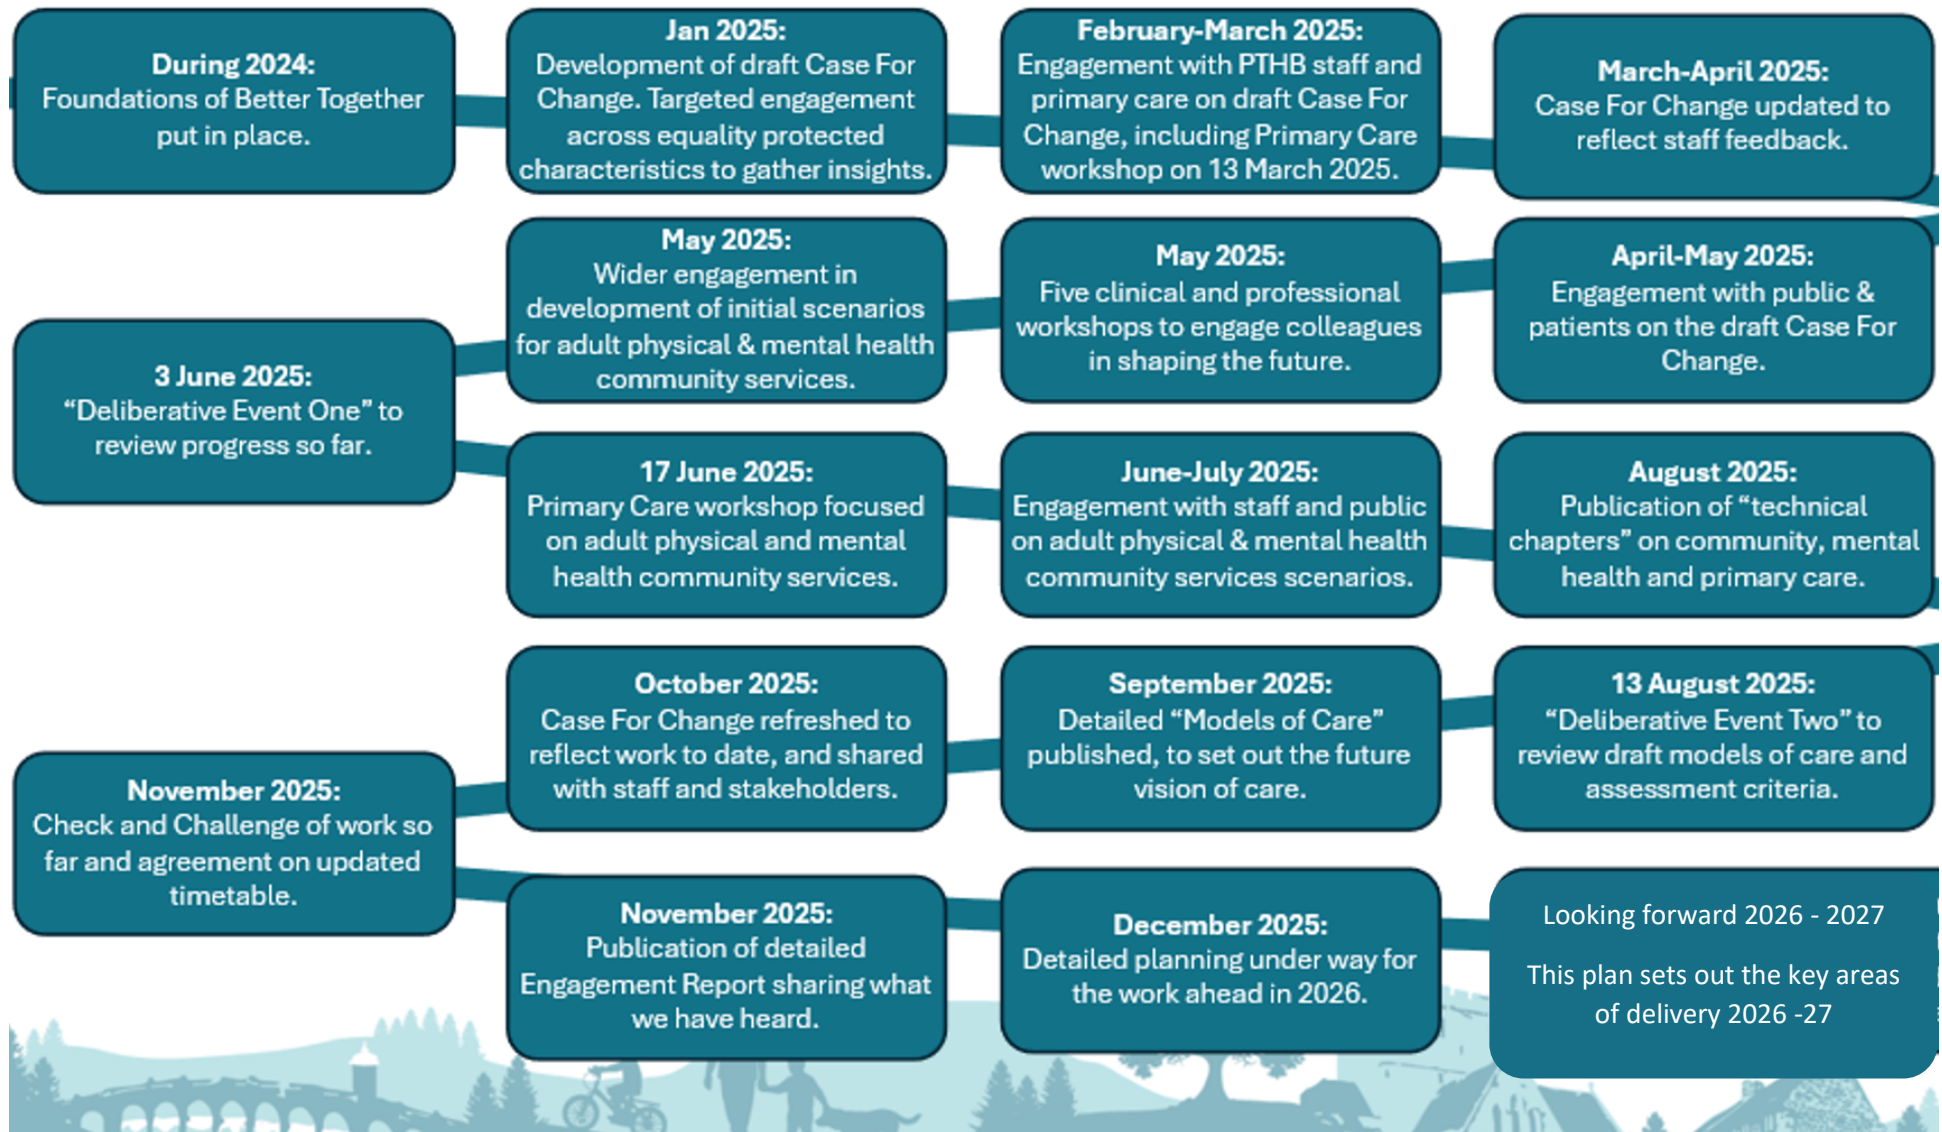 During 2024:
Foundations of Better Together
put in place.
Jan 2025:
Development of draft Case For
Change. Targeted engagement
across equality protected
characteristics to gather insights.
February-March 2025:
Engagement with PTHB staff and
primary care on draft Case For
Change, including Primary Care
workshop on 13 March 2025.
March-April 2025:
Case For Change updated to
reflect staff feedback.
April-May 2025:
Engagement with public &
patients on the draft Case For
Change.
May 2025:
Five clinical and professional
workshops to engage colleagues
in shaping the future.
May 2025:
Wider engagement in
development of initial scenarios
for adult physical & mental health
community services.
3 June 2025:
“Deliberative Event One” to
review progress so far.
17 June 2025:
Primary Care workshop focused
on adult physical and mental
health community services.
June-July 2025:
Engagement with staff and public
on adult physical & mental health
community services scenarios.
August 2025:
Publication of “technical
chapters” on community, mental
health and primary care.
13 August 2025:
“Deliberative Event Two” to
review draft models of care and
assessment criteria.
September 2025:
Detailed “Models of Care”
published, to set out the future
vision of care.
October 2025:
Case For Change refreshed to
reflect work to date, and shared
with staff and stakeholders.
November 2025:
Check and Challenge of work so
far and agreement on updated
timetable.
November 2025:
Publication of detailed
Engagement Report sharing what
we have heard.
December 2025:
Detailed planning under way for
the work ahead in 2026.
Looking forward 2026 - 2027
This plan sets out the key areas
of delivery 2026 -27